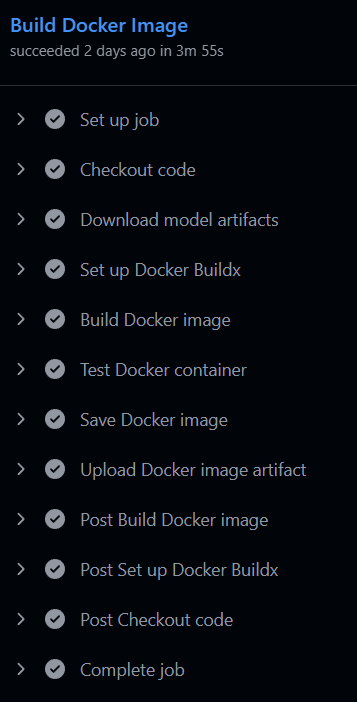 Build Docker Image
succeeded 2 days ago in 3m 55s
Set up job
Checkout code
Download model artifacts
Set up Docker Buildx
Build Docker image
Test Docker container
Save Docker image
Upload Docker image artifact
Post Build Docker image
Post Set up Docker Buildx
Post Checkout code
Complete job